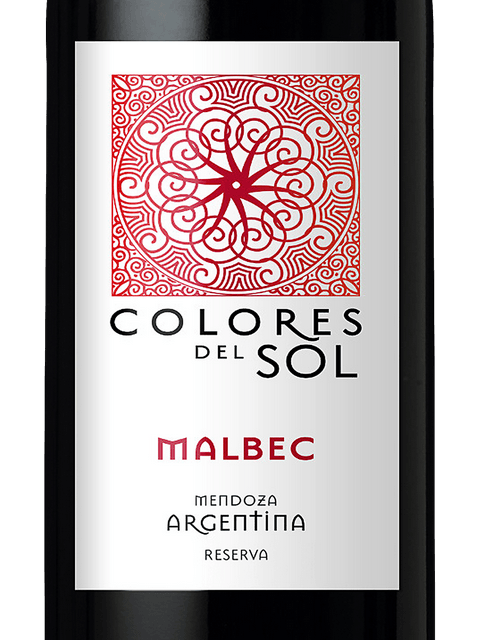 COLORES
DEL SOL
MALBEC
MENDOZA
ARGENTINA
RESERVA